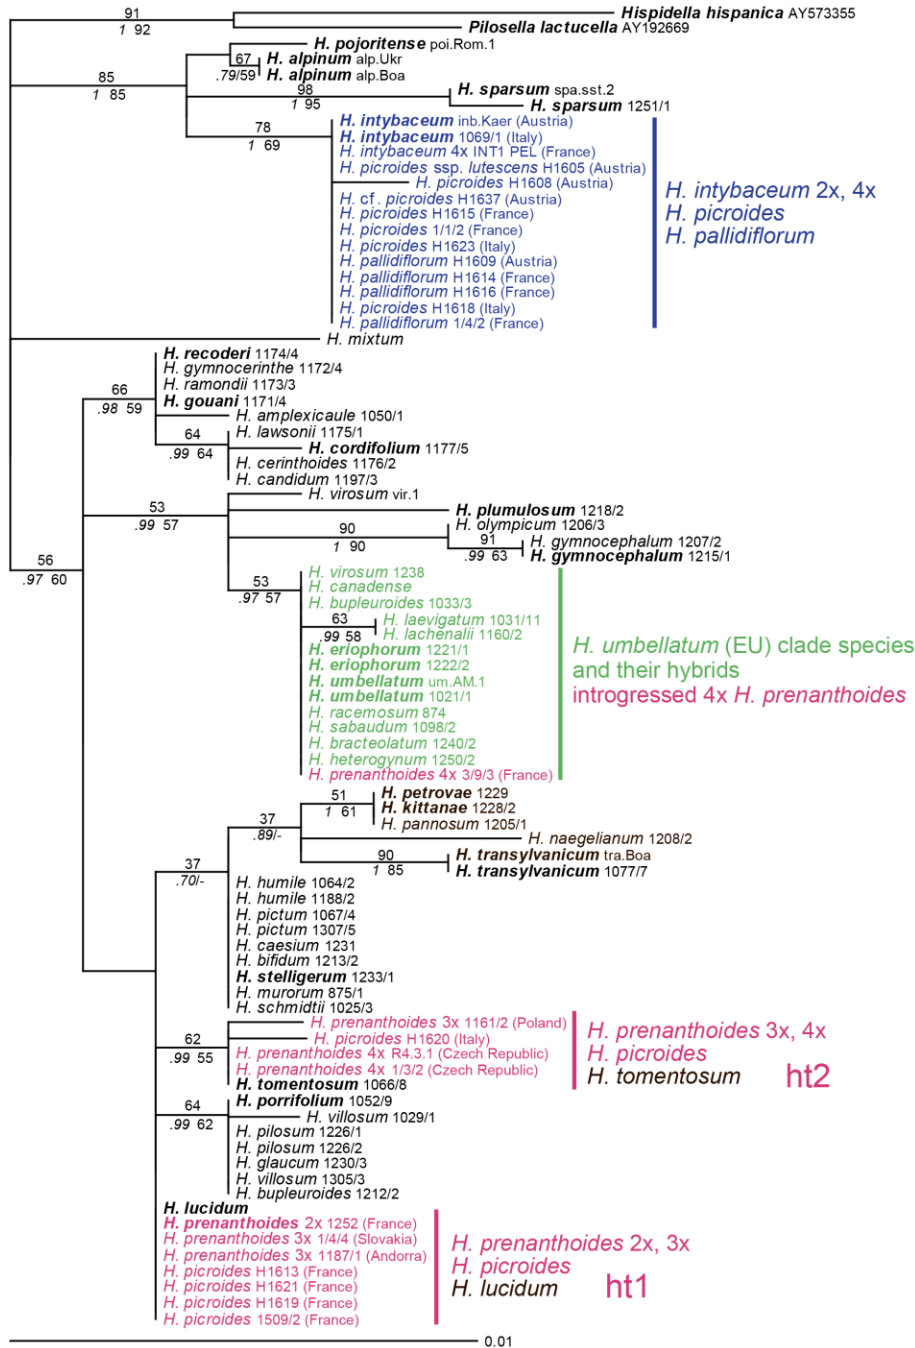 91
Hispidella hispanica AY573355
1 92
Pilosella lactucella AY192669
H. pojoritense poi.Rom.1
67
H. alpinum alp.Ukr
.79/59
H. alpinum alp.Boa
85
1 85
98
H. sparsum spa.sst.2
1 95
H. sparsum 1251/1
78
1 69
H. intybaceum inb.Kaer (Austria)
H. intybaceum 1069/1 (Italy)
H. intybaceum 4x INT1 PEL (France)
H. picroides ssp. lutescens H1605 (Austria)
H. picroides H1608 (Austria)
H. cf. picroides H1637 (Austria)
H. picroides H1615 (France)
H. picroides 1/1/2 (France)
H. picroides H1623 (Italy)
H. pallidiflorum H1609 (Austria)
H. pallidiflorum H1614 (France)
H. pallidiflorum H1616 (France)
H. picroides H1618 (Italy)
H. pallidiflorum 1/4/2 (France)
H. intybaceum 2x, 4x
H. picroides
H. pallidiflorum
H. mixtum
H. recoderi 1174/4
H. gymnocerinthe 1172/4
H. ramondii 1173/3
66
.98 59
H. gouani 1171/4
H. amplexicaule 1050/1
64
.99 64
H. lawsonii 1175/1
H. cordifolium 1177/5
H. cerinthoides 1176/2
H. candidum 1197/3
H. virosum vir.1
53
.99 57
H. plumulosum 1218/2
90
1 90
H. olympicum 1206/3
91
.99 63
H. gymnocephalum 1207/2
H. gymnocephalum 1215/1
56
.97 60
53
.97 57
H. virosum 1238
H. canadense
H. bupleuroides 1033/3
63
.99 58
H. laevigatum 1031/11
H. lachenalii 1160/2
H. eriophorum 1221/1
H. eriophorum 1222/2
H. umbellatum um.AM.1
H. umbellatum 1021/1
H. racemosum 874
H. sabaudum 1098/2
H. bracteolatum 1240/2
H. heterogynum 1250/2
H. prenanthoides 4x 3/9/3 (France)
H. umbellatum (EU) clade species
and their hybrids
introgressed 4x H. prenanthoides
51
1 61
H. petrovae 1229
H. kittanae 1228/2
H. pannosum 1205/1
37
.89/-
H. naegelianum 1208/2
90
1 85
H. transylvanicum tra.Boa
H. transylvanicum 1077/7
37
.70/-
H. humile 1064/2
H. humile 1188/2
H. pictum 1067/4
H. pictum 1307/5
H. caesium 1231
H. bifidum 1213/2
H. stelligerum 1233/1
H. murorum 875/1
H. schmidtii 1025/3
62
.99 55
H. prenanthoides 3x 1161/2 (Poland)
H. picroides H1620 (Italy)
H. prenanthoides 4x R4.3.1 (Czech Republic)
H. prenanthoides 4x 1/3/2 (Czech Republic)
H. tomentosum 1066/8
H. prenanthoides 3x, 4x
H. picroides
H. tomentosum
ht2
64
.99 62
H. porrifolium 1052/9
H. villosum 1029/1
H. pilosum 1226/1
H. pilosum 1226/2
H. glaucum 1230/3
H. villosum 1305/3
H. bupleuroides 1212/2
H. lucidum
H. prenanthoides 2x 1252 (France)
H. prenanthoides 3x 1/4/4 (Slovakia)
H. prenanthoides 3x 1187/1 (Andorra)
H. picroides H1613 (France)
H. picroides H1621 (France)
H. picroides H1619 (France)
H. picroides 1509/2 (France)
H. prenanthoides 2x, 3x
H. picroides
H. lucidum
ht1
0.01